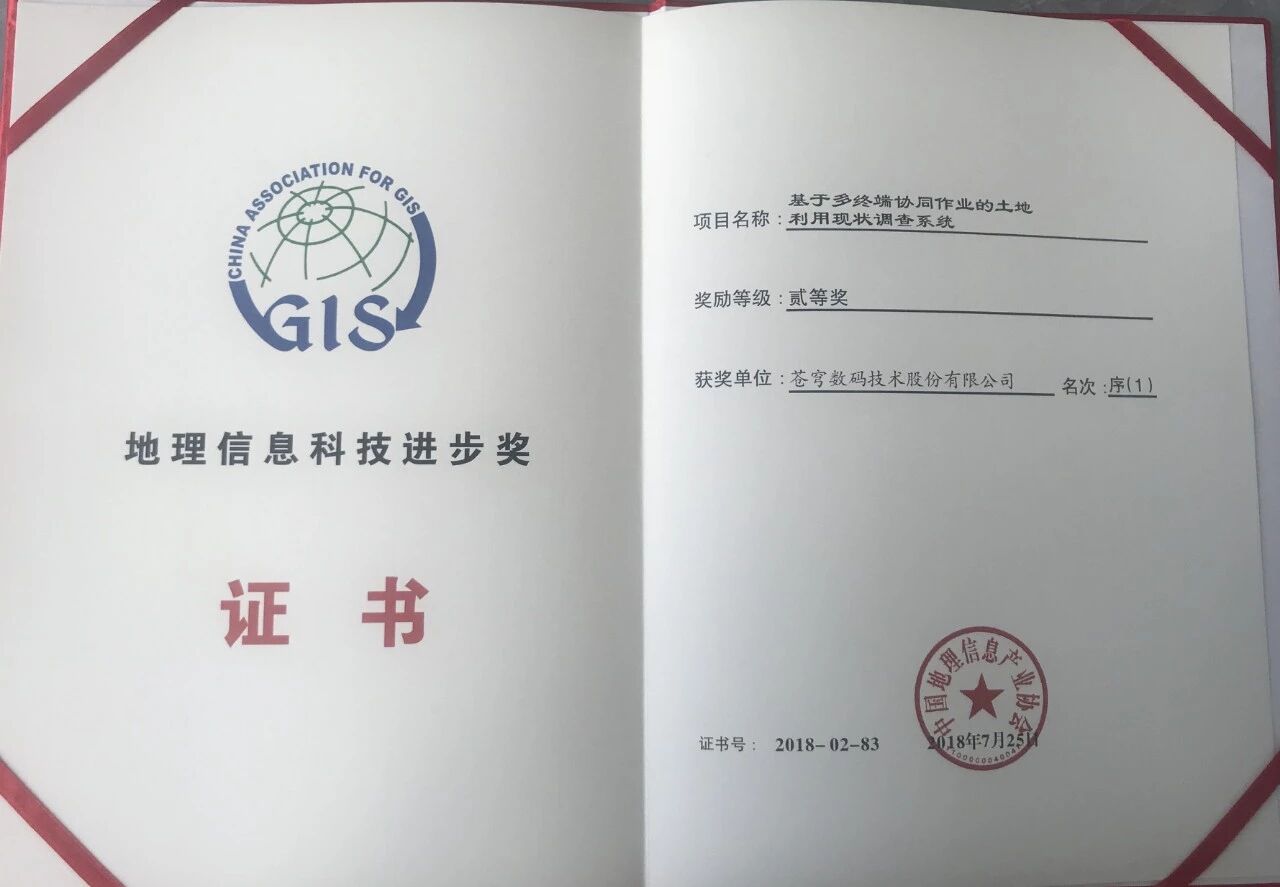 CHINA ASSOCIATION FOR GIS
GIS
地理信息科技进步奖
证 书
项目名称：基于多终端协同作业的土地
利用现状调查系统
奖励等级：贰等奖
获奖单位：苍穹数码技术股份有限公司 名次：序(1)
中国地理信息产业协会
证书号： 2018-02-83 2018年7月25日